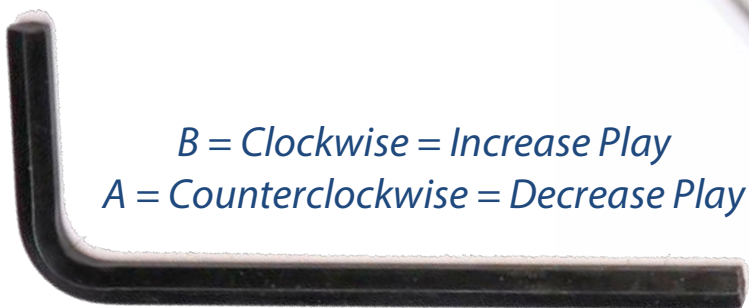 B = Clockwise = Increase Play
A = Counterclockwise = Decrease Play